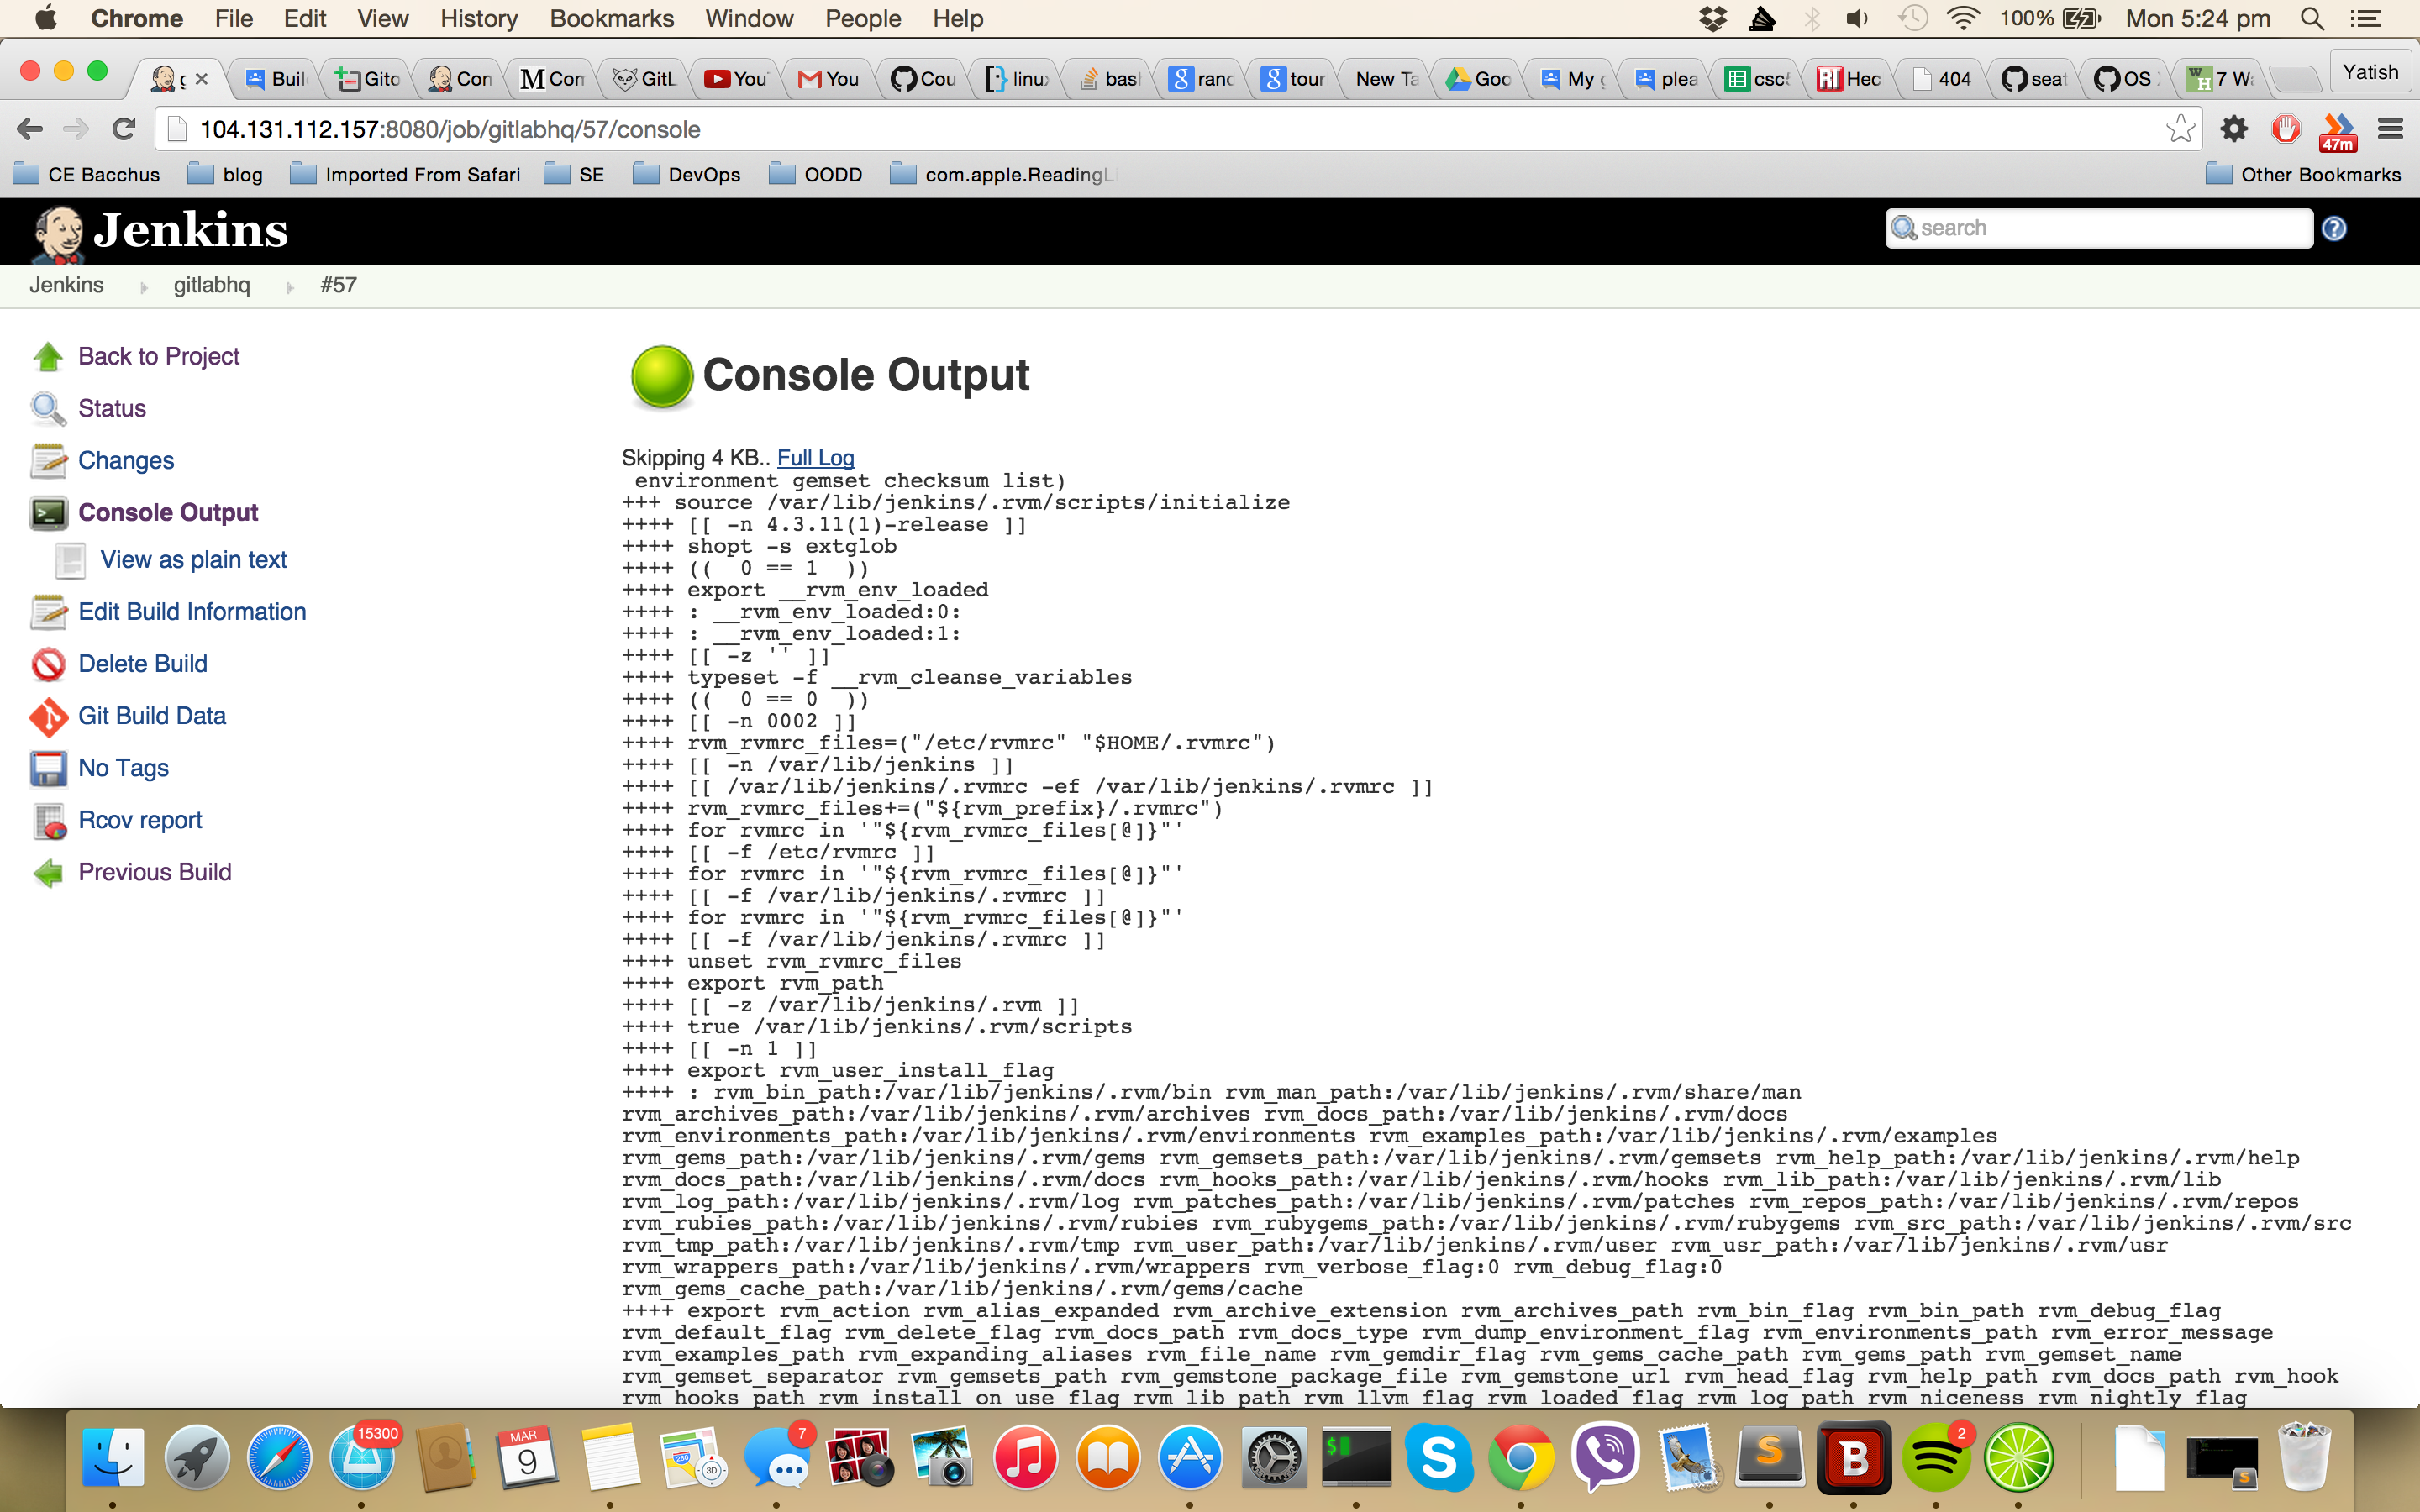 Chrome File Edit View History Bookmarks Window People Help 100% Mon 5:24 pm
Buil Gito Con M Con GitL You You Cou linu basl ranc tour New Ta Goo My plea csc Hec 404 seat OS 7 Wa Yatish
104.131.112.157:8080/job/gitlabhq/57/console 47m
CE Bacchus blog Imported From Safari SE DevOps OODD com.apple.ReadingL Other Bookmarks
Jenkins search ?
Jenkins gitlabhq #57
Back to Project
Status
Changes
Console Output
View as plain text
Edit Build Information
Delete Build
Git Build Data
No Tags
Rcov report
Previous Build
Console Output
Skipping 4 KB.. Full Log
environment gemset checksum list)
+++ source /var/lib/jenkins/.rvm/scripts/initialize
++++ [[ -n 4.3.11(1)-release ]]
++++ shopt -s extglob
++++ ((  0 == 1  ))
++++ export __rvm_env_loaded
++++ : __rvm_env_loaded:0:
++++ : __rvm_env_loaded:1:
++++ [[ -z '' ]]
++++ typeset -f __rvm_cleanse_variables
++++ ((  0 == 0  ))
++++ [[ -n 0002 ]]
++++ rvm_rvmrc_files=("/etc/rvmrc" "$HOME/.rvmrc")
++++ [[ -n /var/lib/jenkins ]]
++++ [[ /var/lib/jenkins/.rvmrc -ef /var/lib/jenkins/.rvmrc ]]
++++ rvm_rvmrc_files+=("${rvm_prefix}/.rvmrc")
++++ for rvmrc in '"${rvm_rvmrc_files[@]}"'
++++ [[ -f /etc/rvmrc ]]
++++ for rvmrc in '"${rvm_rvmrc_files[@]}"'
++++ [[ -f /var/lib/jenkins/.rvmrc ]]
++++ for rvmrc in '"${rvm_rvmrc_files[@]}"'
++++ [[ -f /var/lib/jenkins/.rvmrc ]]
++++ unset rvm_rvmrc_files
++++ export rvm_path
++++ [[ -z /var/lib/jenkins/.rvm ]]
++++ true /var/lib/jenkins/.rvm/scripts
++++ [[ -n 1 ]]
++++ export rvm_user_install_flag
++++ : rvm_bin_path:/var/lib/jenkins/.rvm/bin rvm_man_path:/var/lib/jenkins/.rvm/share/man
rvm_archives_path:/var/lib/jenkins/.rvm/archives rvm_docs_path:/var/lib/jenkins/.rvm/docs
rvm_environments_path:/var/lib/jenkins/.rvm/environments rvm_examples_path:/var/lib/jenkins/.rvm/examples
rvm_gems_path:/var/lib/jenkins/.rvm/gems rvm_gemsets_path:/var/lib/jenkins/.rvm/gemsets rvm_help_path:/var/lib/jenkins/.rvm/help
rvm_docs_path:/var/lib/jenkins/.rvm/docs rvm_hooks_path:/var/lib/jenkins/.rvm/hooks rvm_lib_path:/var/lib/jenkins/.rvm/lib
rvm_log_path:/var/lib/jenkins/.rvm/log rvm_patches_path:/var/lib/jenkins/.rvm/patches rvm_repos_path:/var/lib/jenkins/.rvm/repos
rvm_rubies_path:/var/lib/jenkins/.rvm/rubies rvm_rubygems_path:/var/lib/jenkins/.rvm/rubygems rvm_src_path:/var/lib/jenkins/.rvm/src
rvm_tmp_path:/var/lib/jenkins/.rvm/tmp rvm_user_path:/var/lib/jenkins/.rvm/user rvm_usr_path:/var/lib/jenkins/.rvm/usr
rvm_wrappers_path:/var/lib/jenkins/.rvm/wrappers rvm_verbose_flag:0 rvm_debug_flag:0
rvm_gems_cache_path:/var/lib/jenkins/.rvm/gems/cache
++++ export rvm_action rvm_alias_expanded rvm_archive_extension rvm_archives_path rvm_bin_flag rvm_bin_path rvm_debug_flag
rvm_default_flag rvm_delete_flag rvm_docs_path rvm_docs_type rvm_dump_environment_flag rvm_environments_path rvm_error_message
rvm_examples_path rvm_expanding_aliases rvm_file_name rvm_gemdir_flag rvm_gems_cache_path rvm_gems_path rvm_gemset_name
rvm_gemset_separator rvm_gemsets_path rvm_gemstone_package_file rvm_gemstone_url rvm_head_flag rvm_help_path rvm_docs_path rvm_hook
rvm_hooks_path rvm_install_on_use_flag rvm_lib_path rvm_llvm_flag rvm_loaded_flag rvm_log_path rvm_niceness rvm_nightly_flag
15300 MAR 9 280 3D 7 $ S S B 2 S